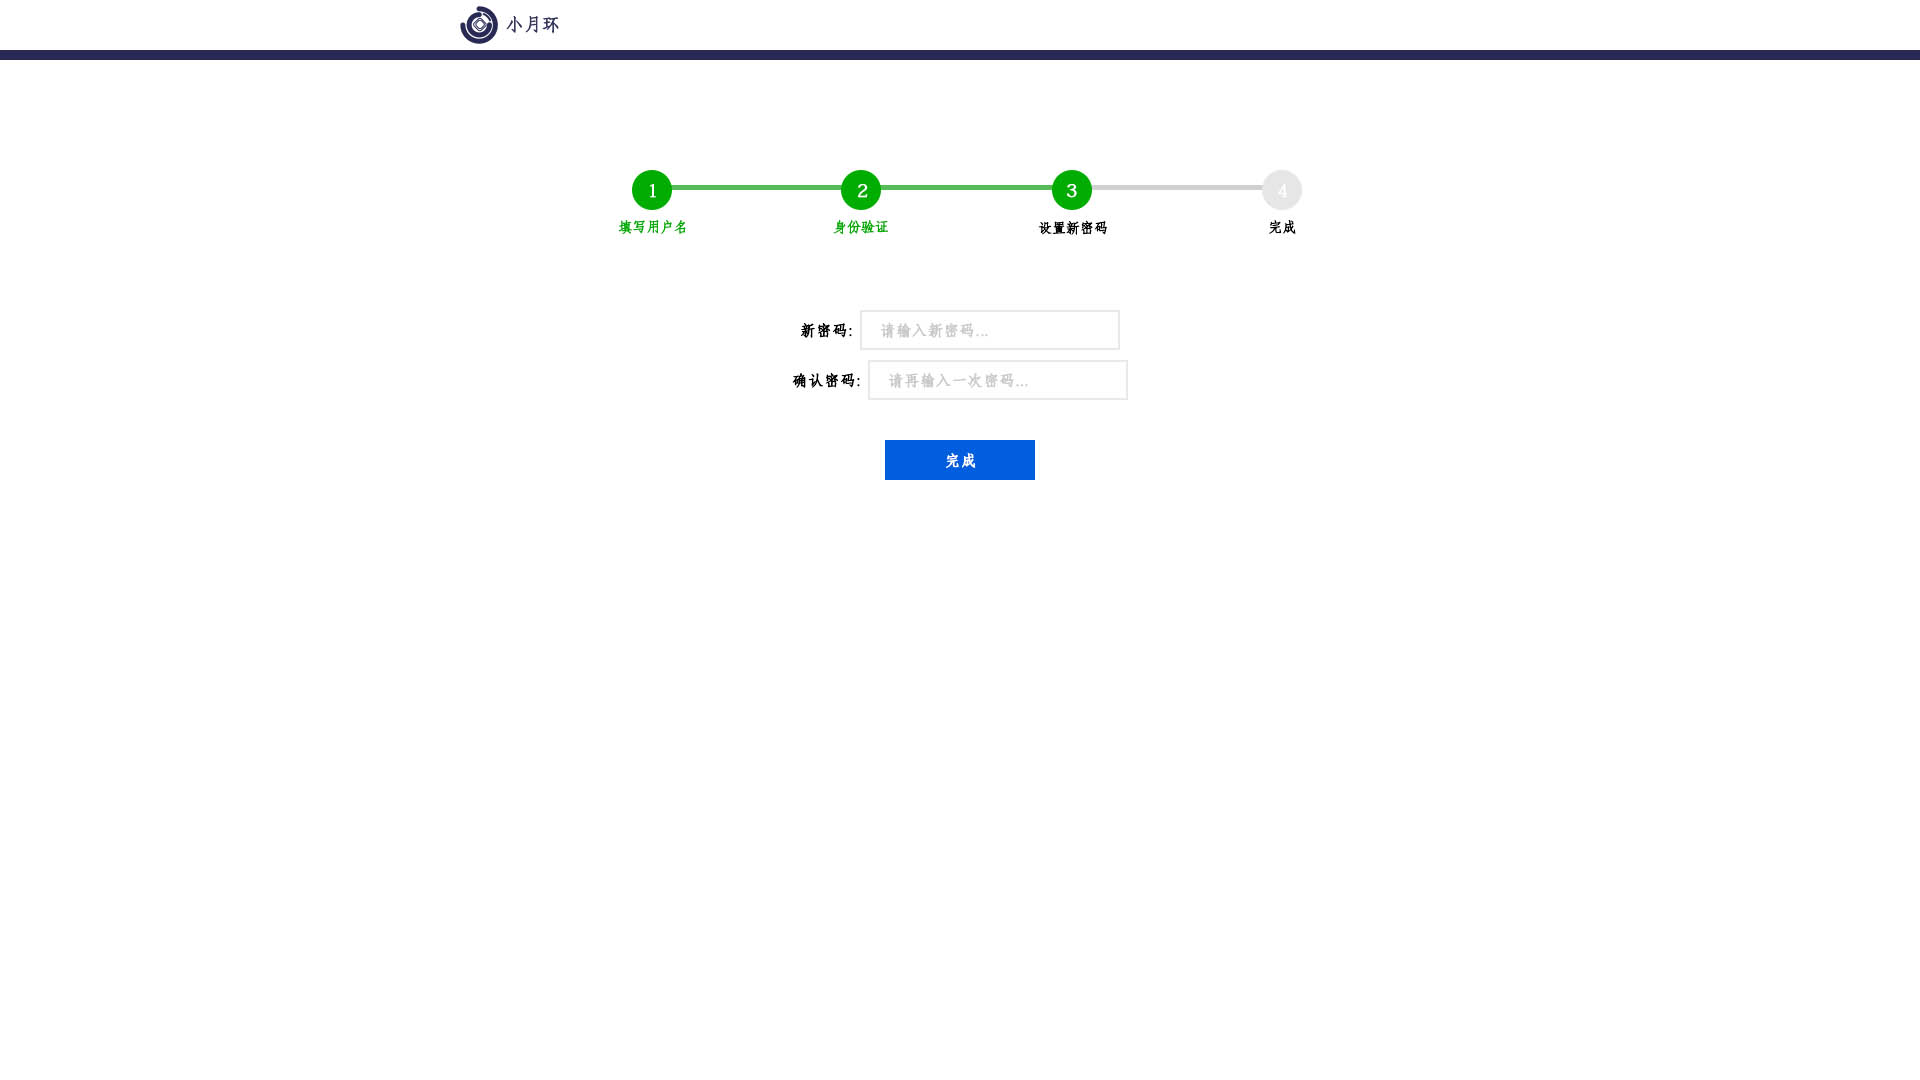 小月环
1 2 3 4
填写用户名 身份验证 设置新密码 完成
新密码: 请输入新密码...
确认密码: 请再输入一次密码...
完成